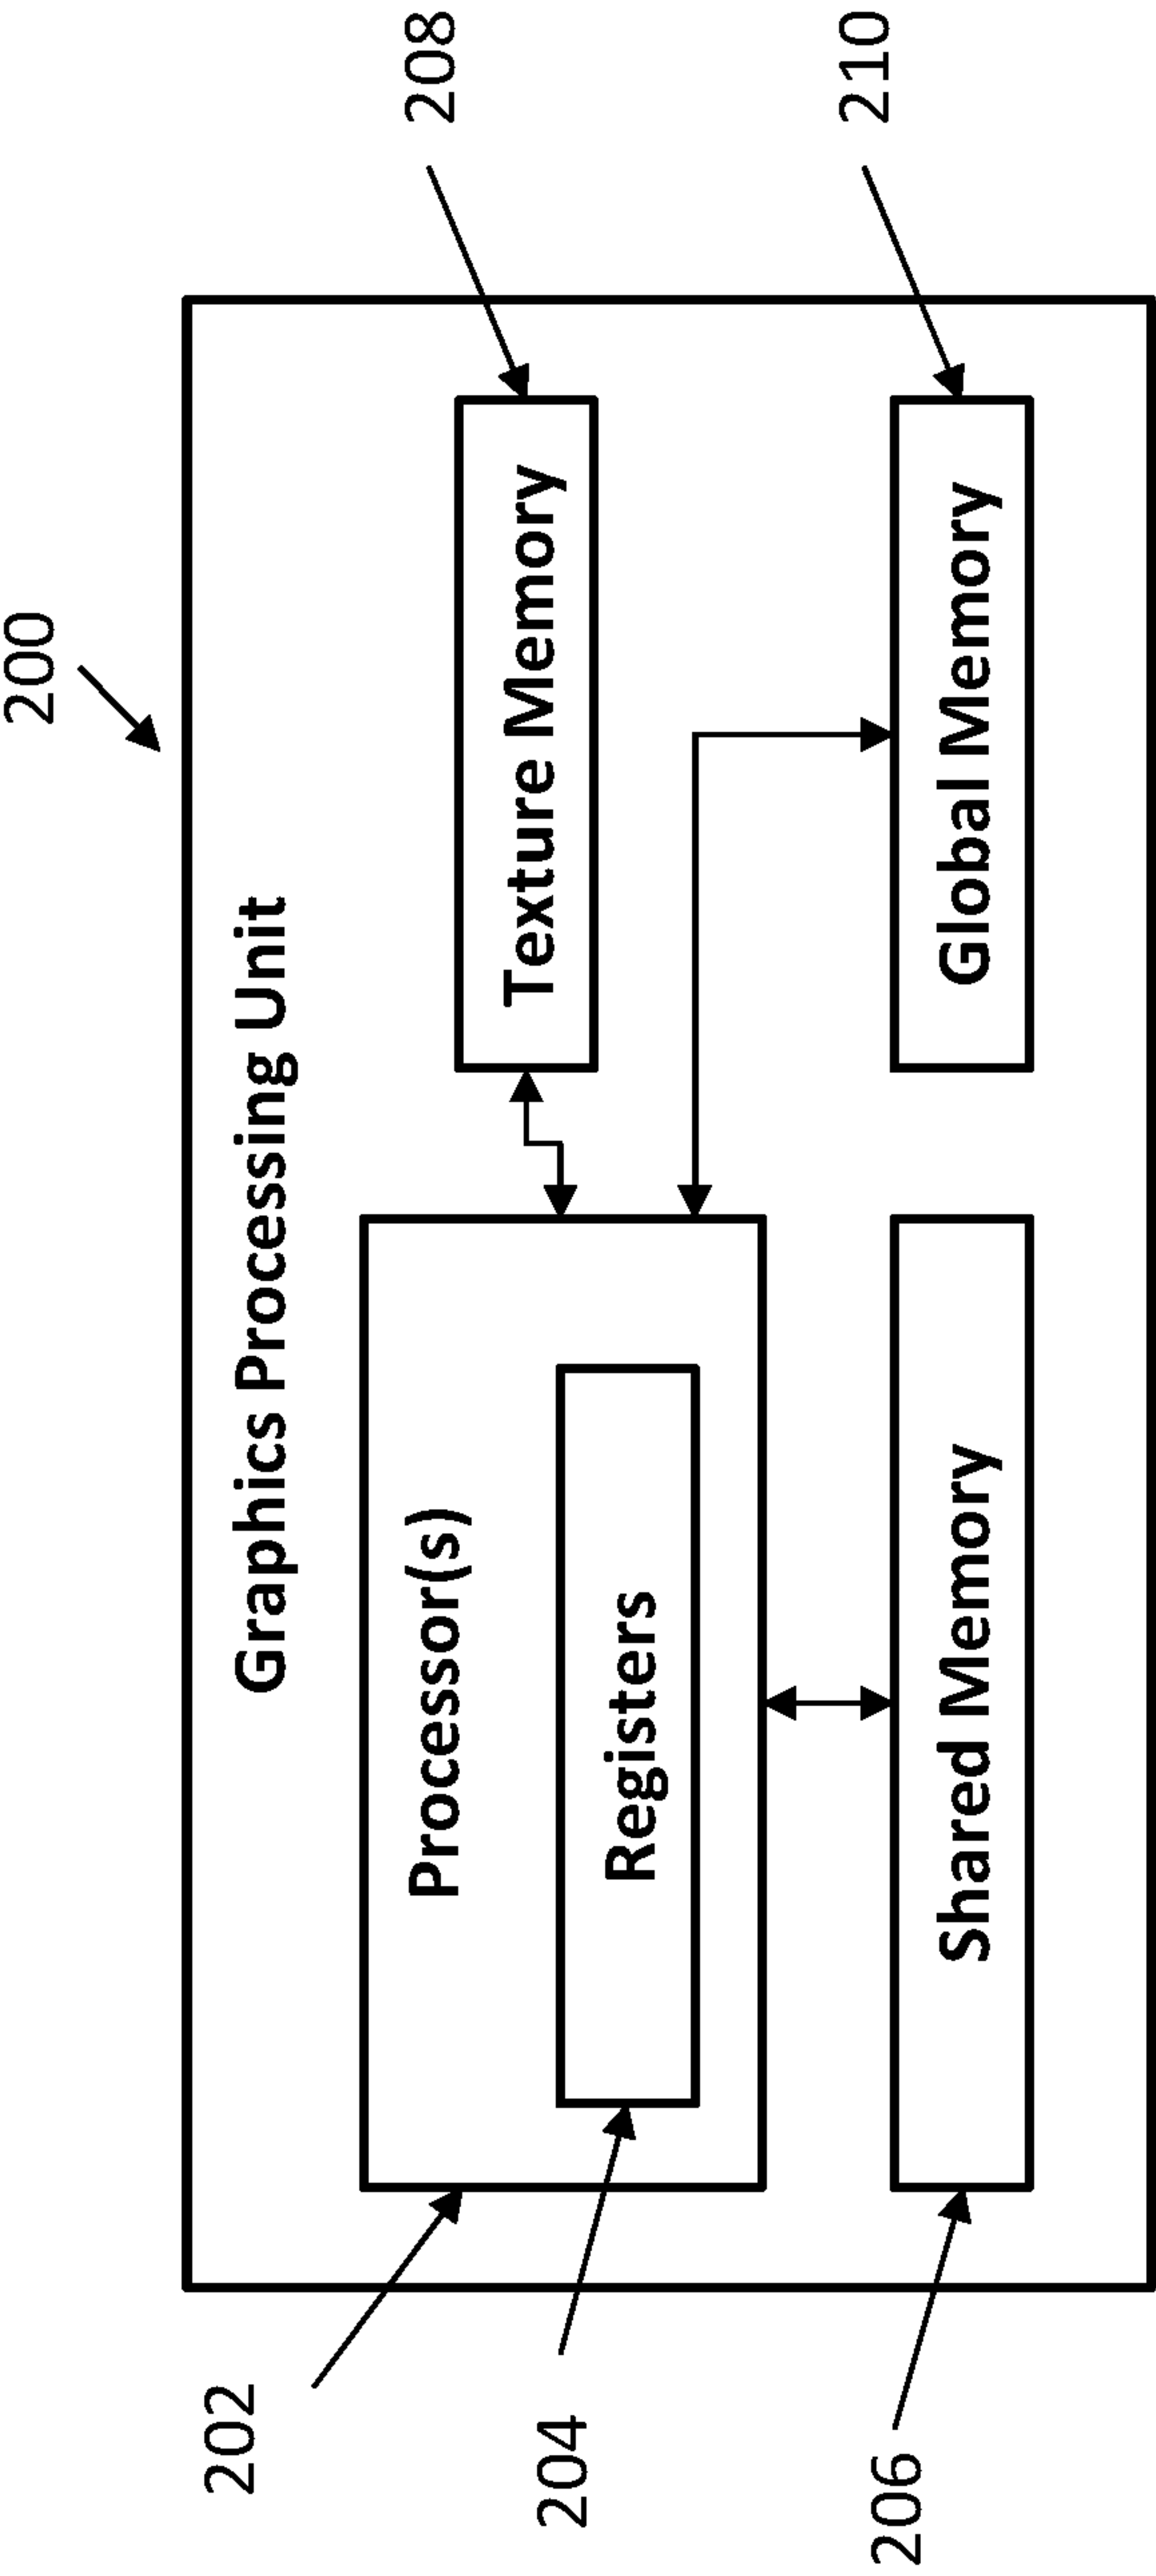 200
Graphics Processing Unit
202
Processor(s)
208
Texture Memory
204
Registers
206
Shared Memory
210
Global Memory